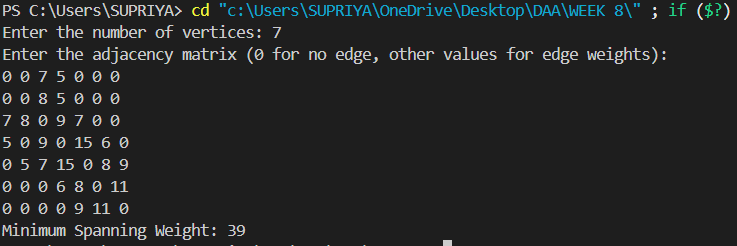 PS C:\Users\SUPRIYA> cd "c:\Users\SUPRIYA\OneDrive\Desktop\DAA\WEEK 8\" ; if ($?)
Enter the number of vertices: 7
Enter the adjacency matrix (0 for no edge, other values for edge weights):
0 0 7 5 0 0 0
0 0 8 5 0 0 0
7 8 0 9 7 0 0
5 0 9 0 15 6 0
0 5 7 15 0 8 9
0 0 0 6 8 0 11
0 0 0 0 9 11 0
Minimum Spanning Weight: 39